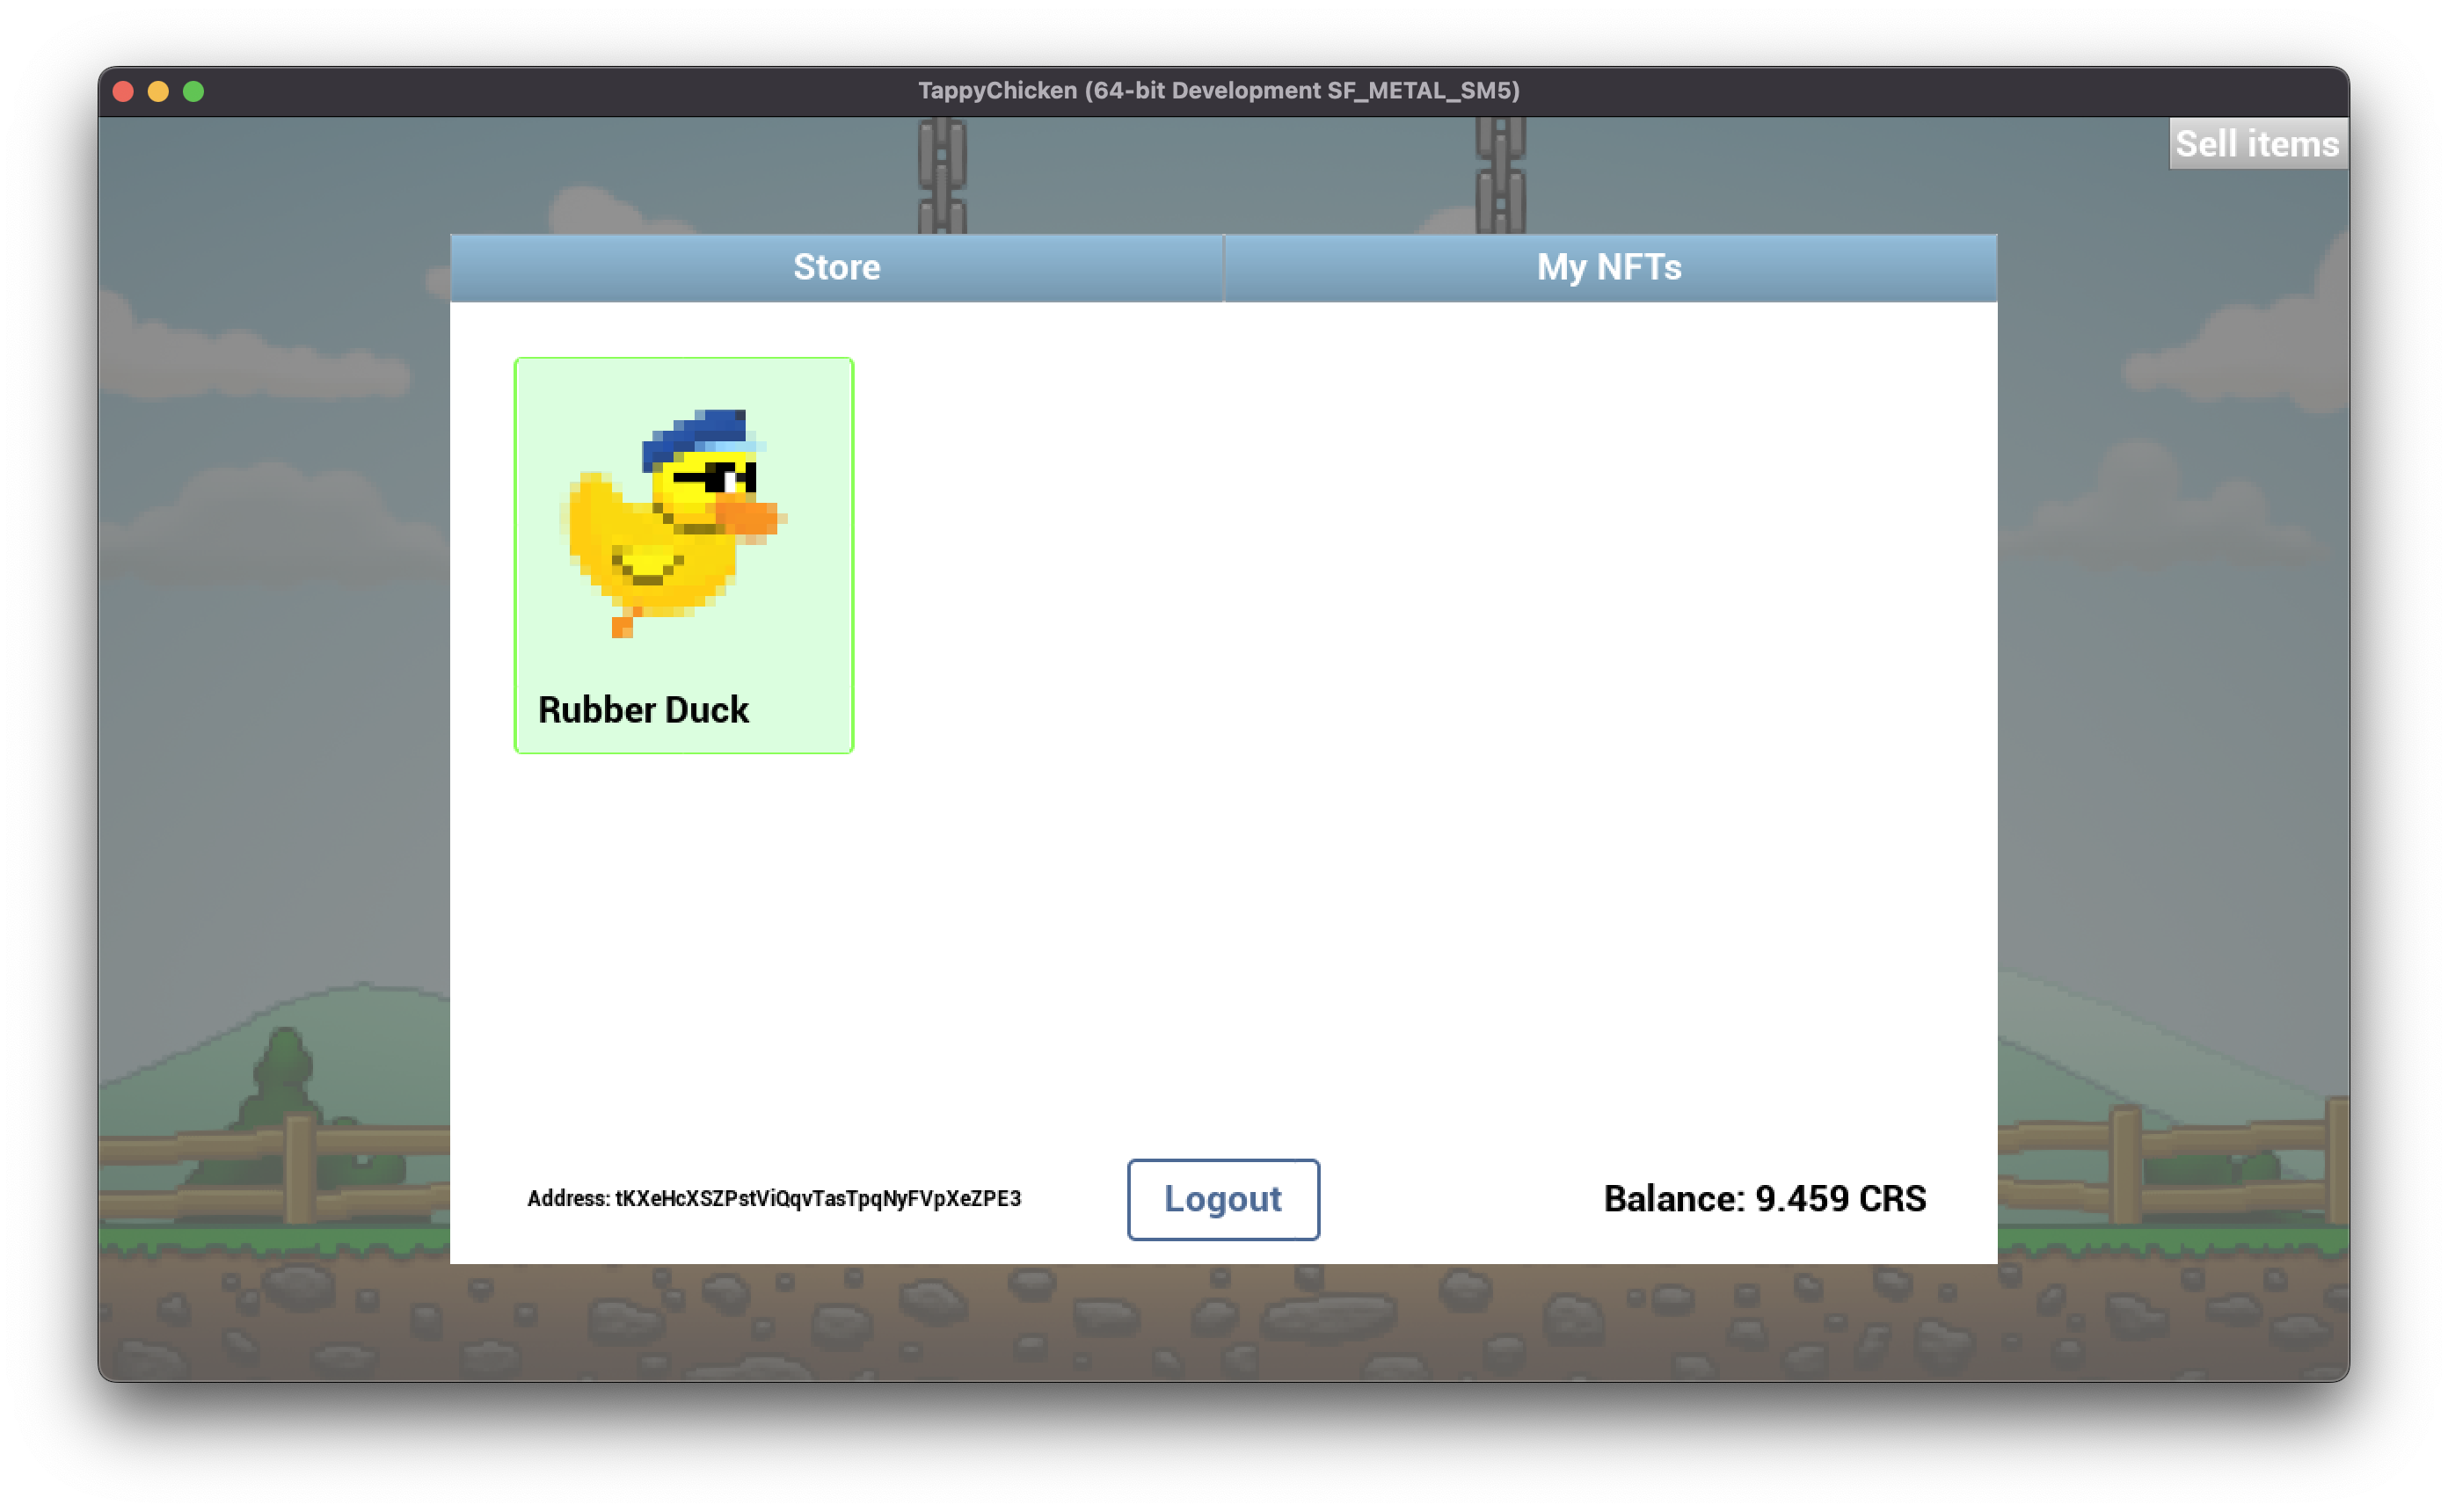 TappyChicken (64-bit Development SF_METAL_SM5)
Sell items
Store
My NFTs
Rubber Duck
Address: tKXeHcXSZPstViQqvTasTpqNyFVpXeZPE3
Logout
Balance: 9.459 CRS